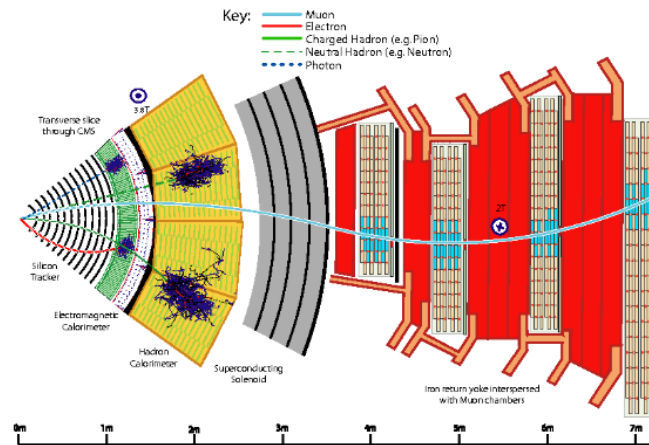 Key:
Muon
Electron
Charged Hadron (e.g. Pion)
Neutral Hadron (e.g. Neutron)
Photon
3.8T
Transverse slice
through CMS
2T
Silicon
Tracker
Electromagnetic
Calorimeter
Hadron
Calorimeter
Superconducting
Solenoid
Iron return yoke interspersed
with Muon chambers
0m
1m
2m
3m
4m
5m
6m
7m